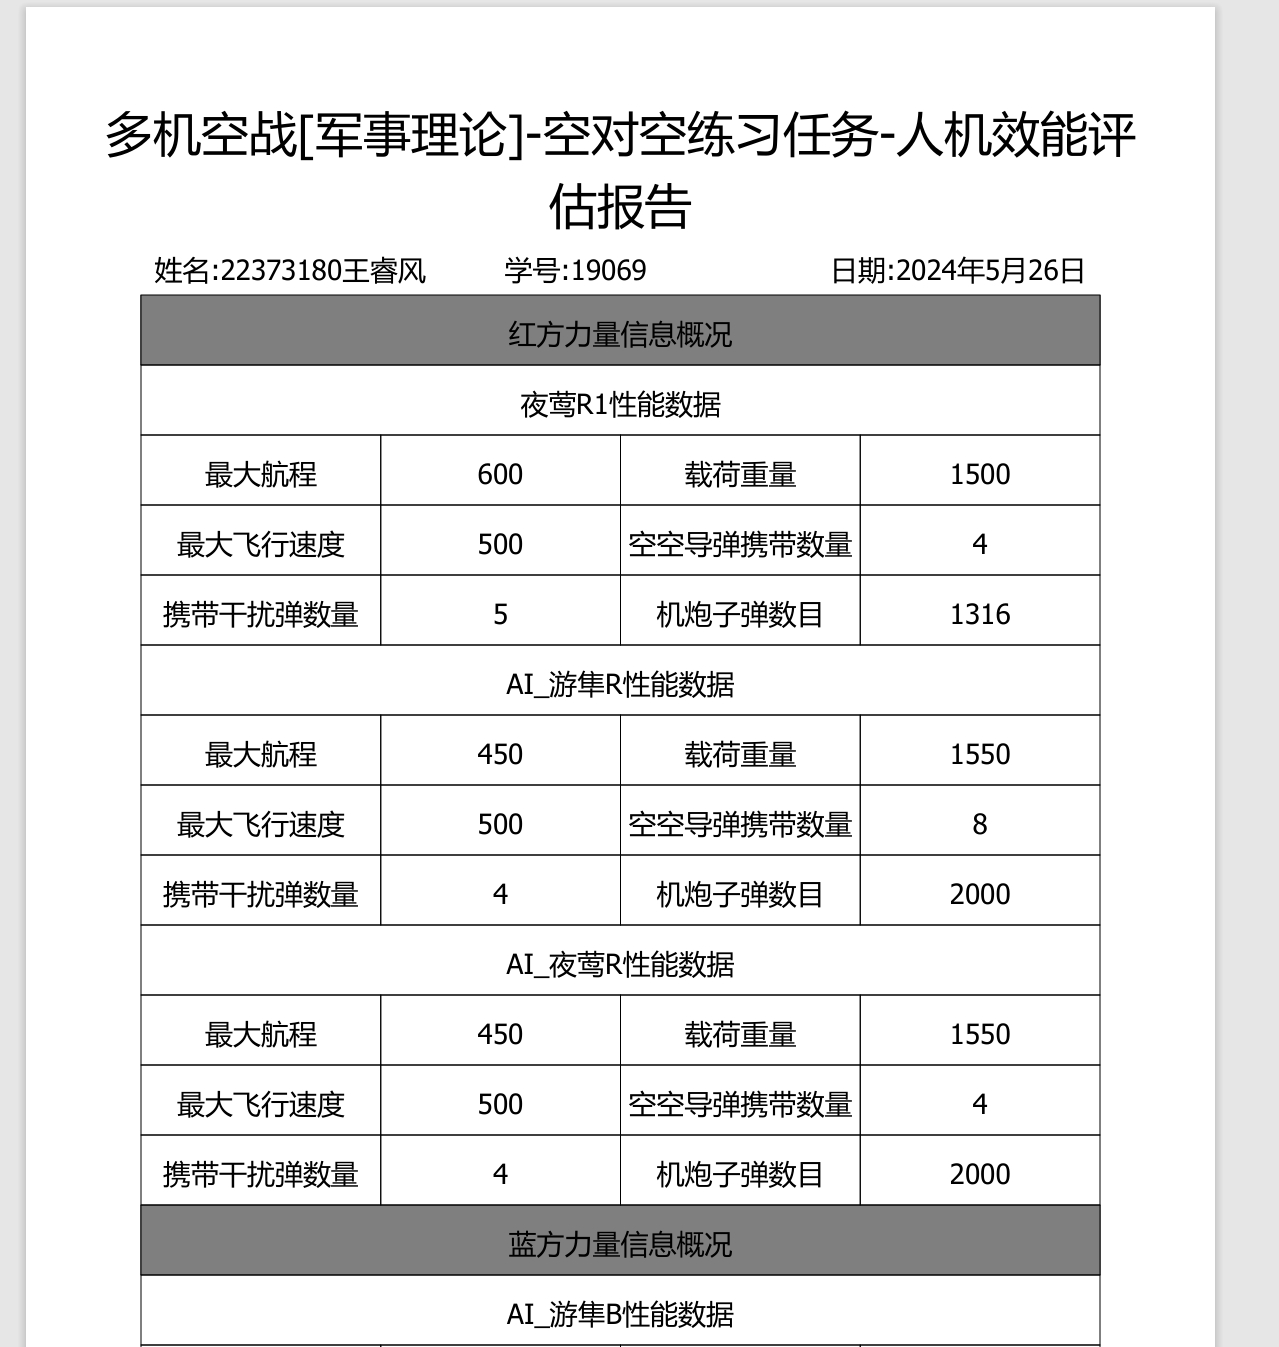 多机空战[军事理论]-空对空练习任务-人机效能评
估报告
姓名:22373180王睿风 学号:19069 日期:2024年5月26日
红方力量信息概况
夜莺R1性能数据
最大航程 600 载荷重量 1500
最大飞行速度 500 空空导弹携带数量 4
携带干扰弹数量 5 机炮子弹数目 1316
AI_游隼R性能数据
最大航程 450 载荷重量 1550
最大飞行速度 500 空空导弹携带数量 8
携带干扰弹数量 4 机炮子弹数目 2000
AI_夜莺R性能数据
最大航程 450 载荷重量 1550
最大飞行速度 500 空空导弹携带数量 4
携带干扰弹数量 4 机炮子弹数目 2000
蓝方力量信息概况
AI_游隼B性能数据